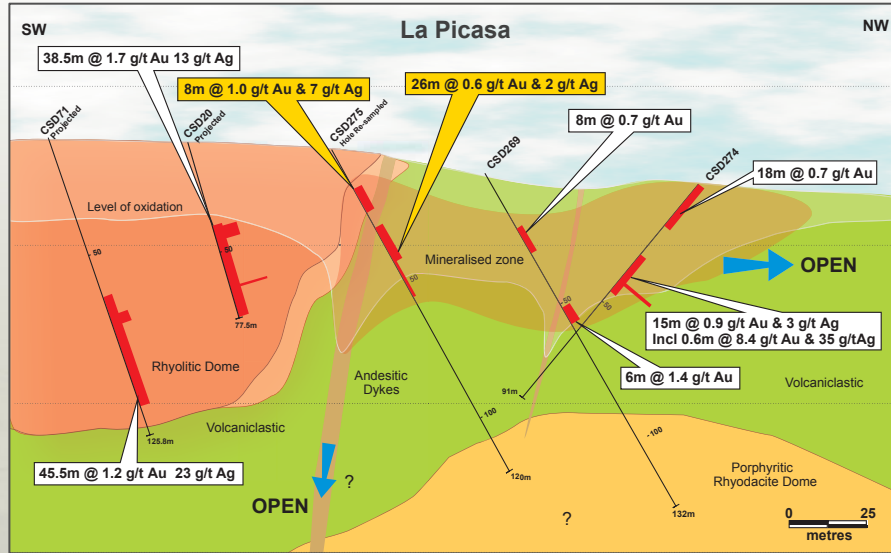 La Picasa
SW
NW
38.5m @ 1.7 g/t Au 13 g/t Ag
8m @ 1.0 g/t Au & 7 g/t Ag
26m @ 0.6 g/t Au & 2 g/t Ag
8m @ 0.7 g/t Au
18m @ 0.7 g/t Au
CSD71
Projected
CSD20
Projected
CSD275
Hole Re-sampled
CSD269
CSD274
Level of oxidation
50
50
50
50
50
Mineralised zone
OPEN
77.5m
15m @ 0.9 g/t Au & 3 g/t Ag
Incl 0.6m @ 8.4 g/t Au & 35 g/tAg
Rhyolitic Dome
Andesitic
Dykes
6m @ 1.4 g/t Au
91m
Volcaniclastic
Volcaniclastic
100
100
125.8m
45.5m @ 1.2 g/t Au 23 g/t Ag
120m
Porphyritic
Rhyodacite Dome
?
OPEN
?
132m
0 25
metres